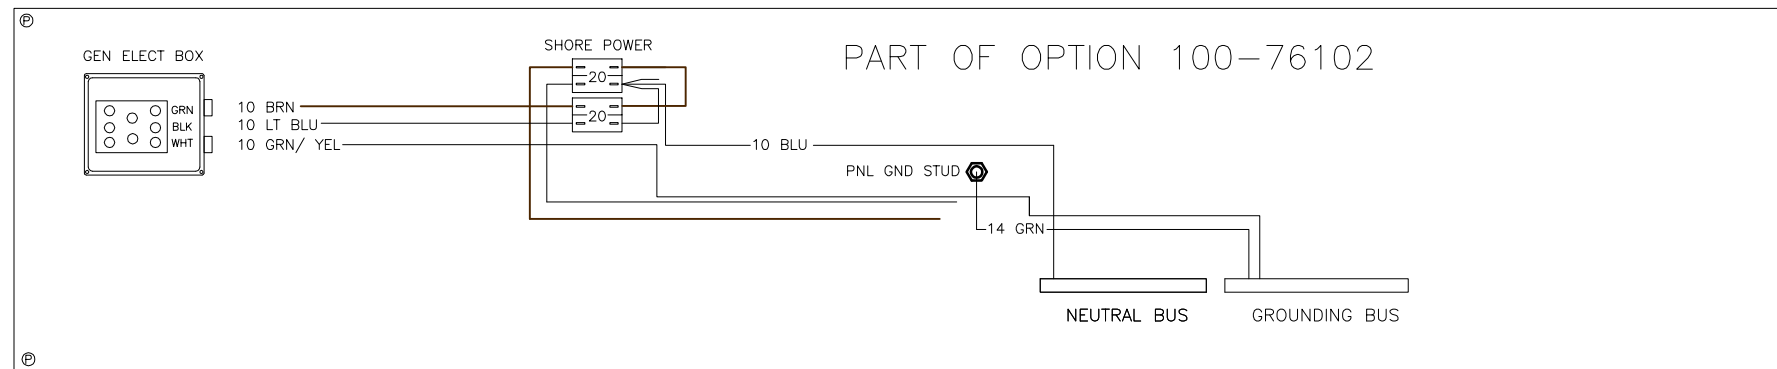 P
SHORE POWER
PART OF OPTION 100-76102
GEN ELECT BOX
20
GRN
10 BRN
BLK
10 LT BLU
20
WHT
10 GRN/ YEL
10 BLU
PNL GND STUD
14 GRN
NEUTRAL BUS
GROUNDING BUS
P